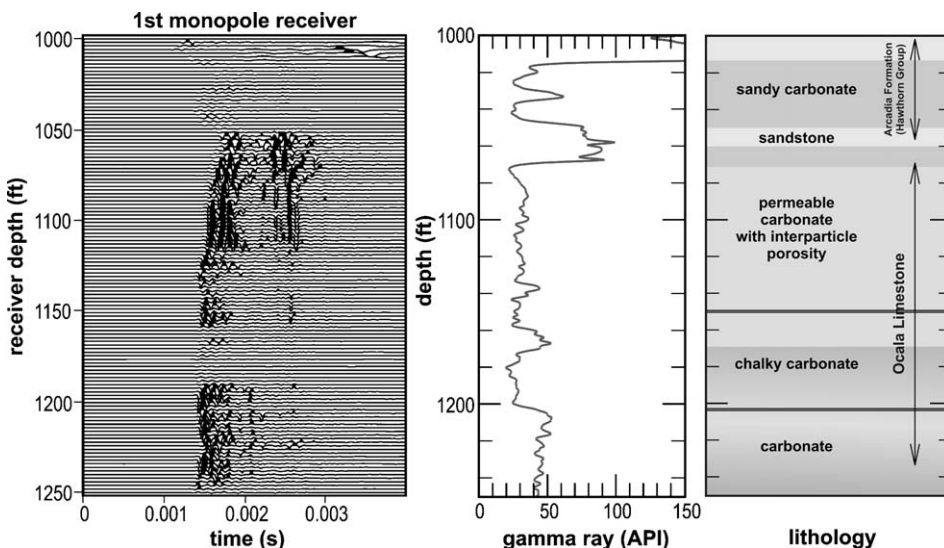 1st monopole receiver
1000
1050
1100
1150
1200
1250
receiver depth (ft)
0
0.001
0.002
0.003
time (s)
1000
1100
1200
depth (ft)
0
50
100
150
gamma ray (API)
sandy carbonate
sandstone
permeable
carbonate
with interparticle
porosity
chalky carbonate
carbonate
Arcadia Formation
(Hawthorn Group)
Ocala Limestone
lithology